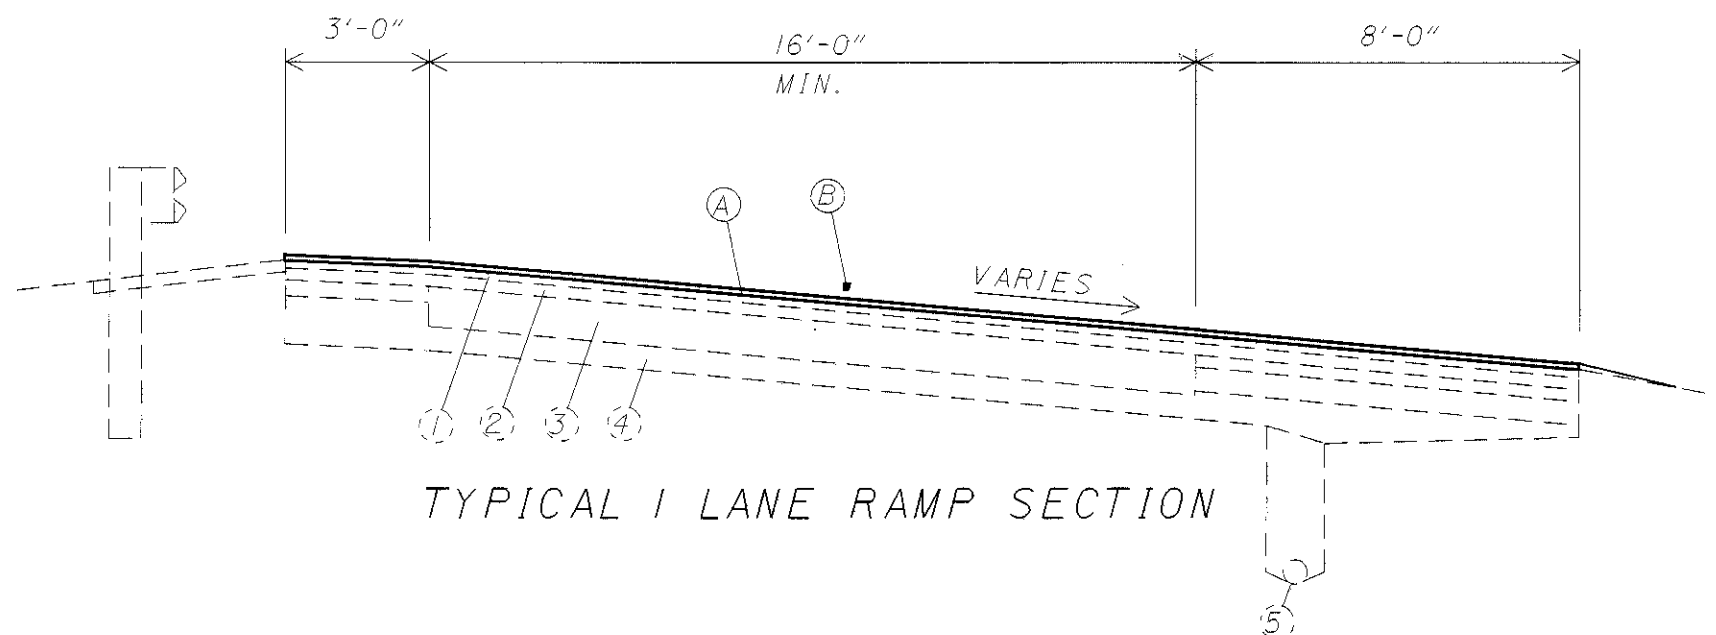 3'-0"
16'-0"
MIN.
8'-0"
A
B
VARIES
1
2
3
4
TYPICAL 1 LANE RAMP SECTION
5